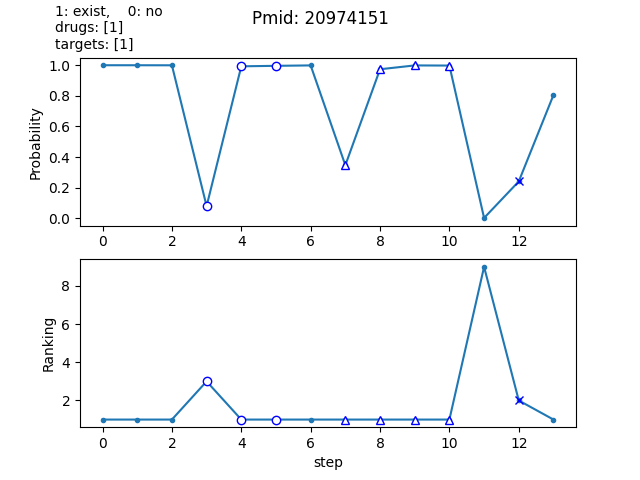 1: exist,    0: no
drugs: [1]
targets: [1]
Pmid: 20974151
Probability
1.0
0.8
0.6
0.4
0.2
0.0
0 2 4 6 8 10 12
Ranking
8
6
4
2
0 2 4 6 8 10 12
step